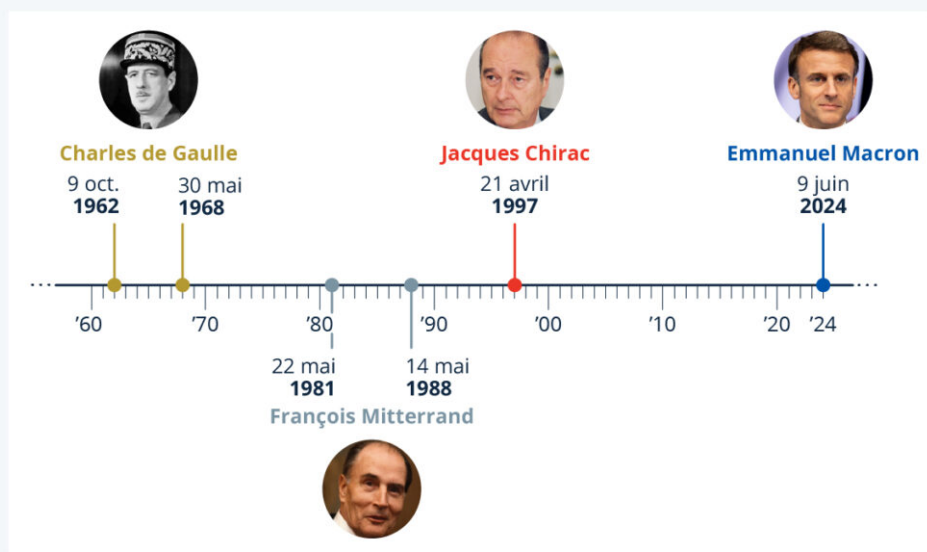 Charles de Gaulle
9 oct.
1962
30 mai
1968
Jacques Chirac
21 avril
1997
Emmanuel Macron
9 juin
2024
’60
’70
’80
’90
’00
’10
’20
’24
22 mai
1981
14 mai
1988
François Mitterrand